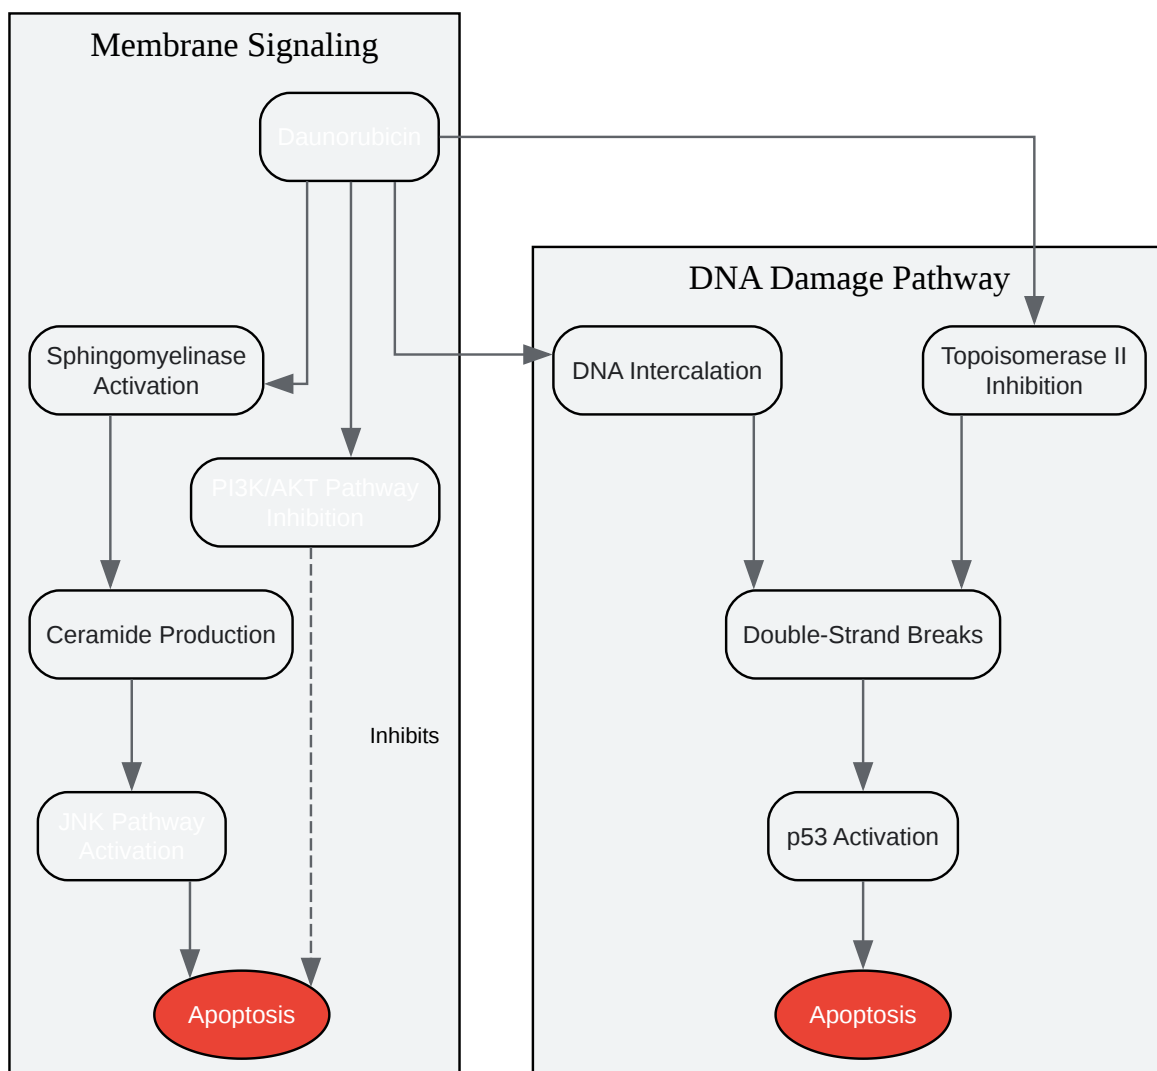 Membrane Signaling
Daunorubicin
DNA Damage Pathway
Sphingomyelinase
Activation
DNA Intercalation
Topoisomerase II
Inhibition
PI3K/AKT Pathway
Inhibition
Ceramide Production
Double-Strand Breaks
Inhibits
JNK Pathway
Activation
p53 Activation
Apoptosis
Apoptosis